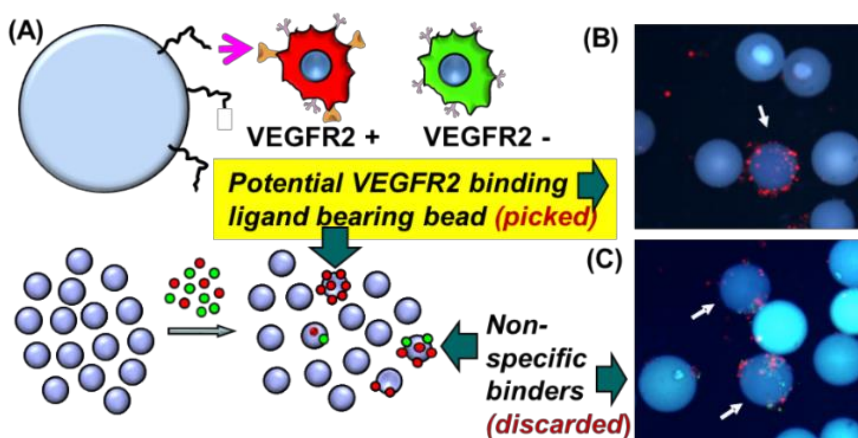 (A)
VEGFR2 +
VEGFR2 -
Potential VEGFR2 binding
ligand bearing bead (picked)
(B)
(C)
Non-
specific
binders
(discarded)